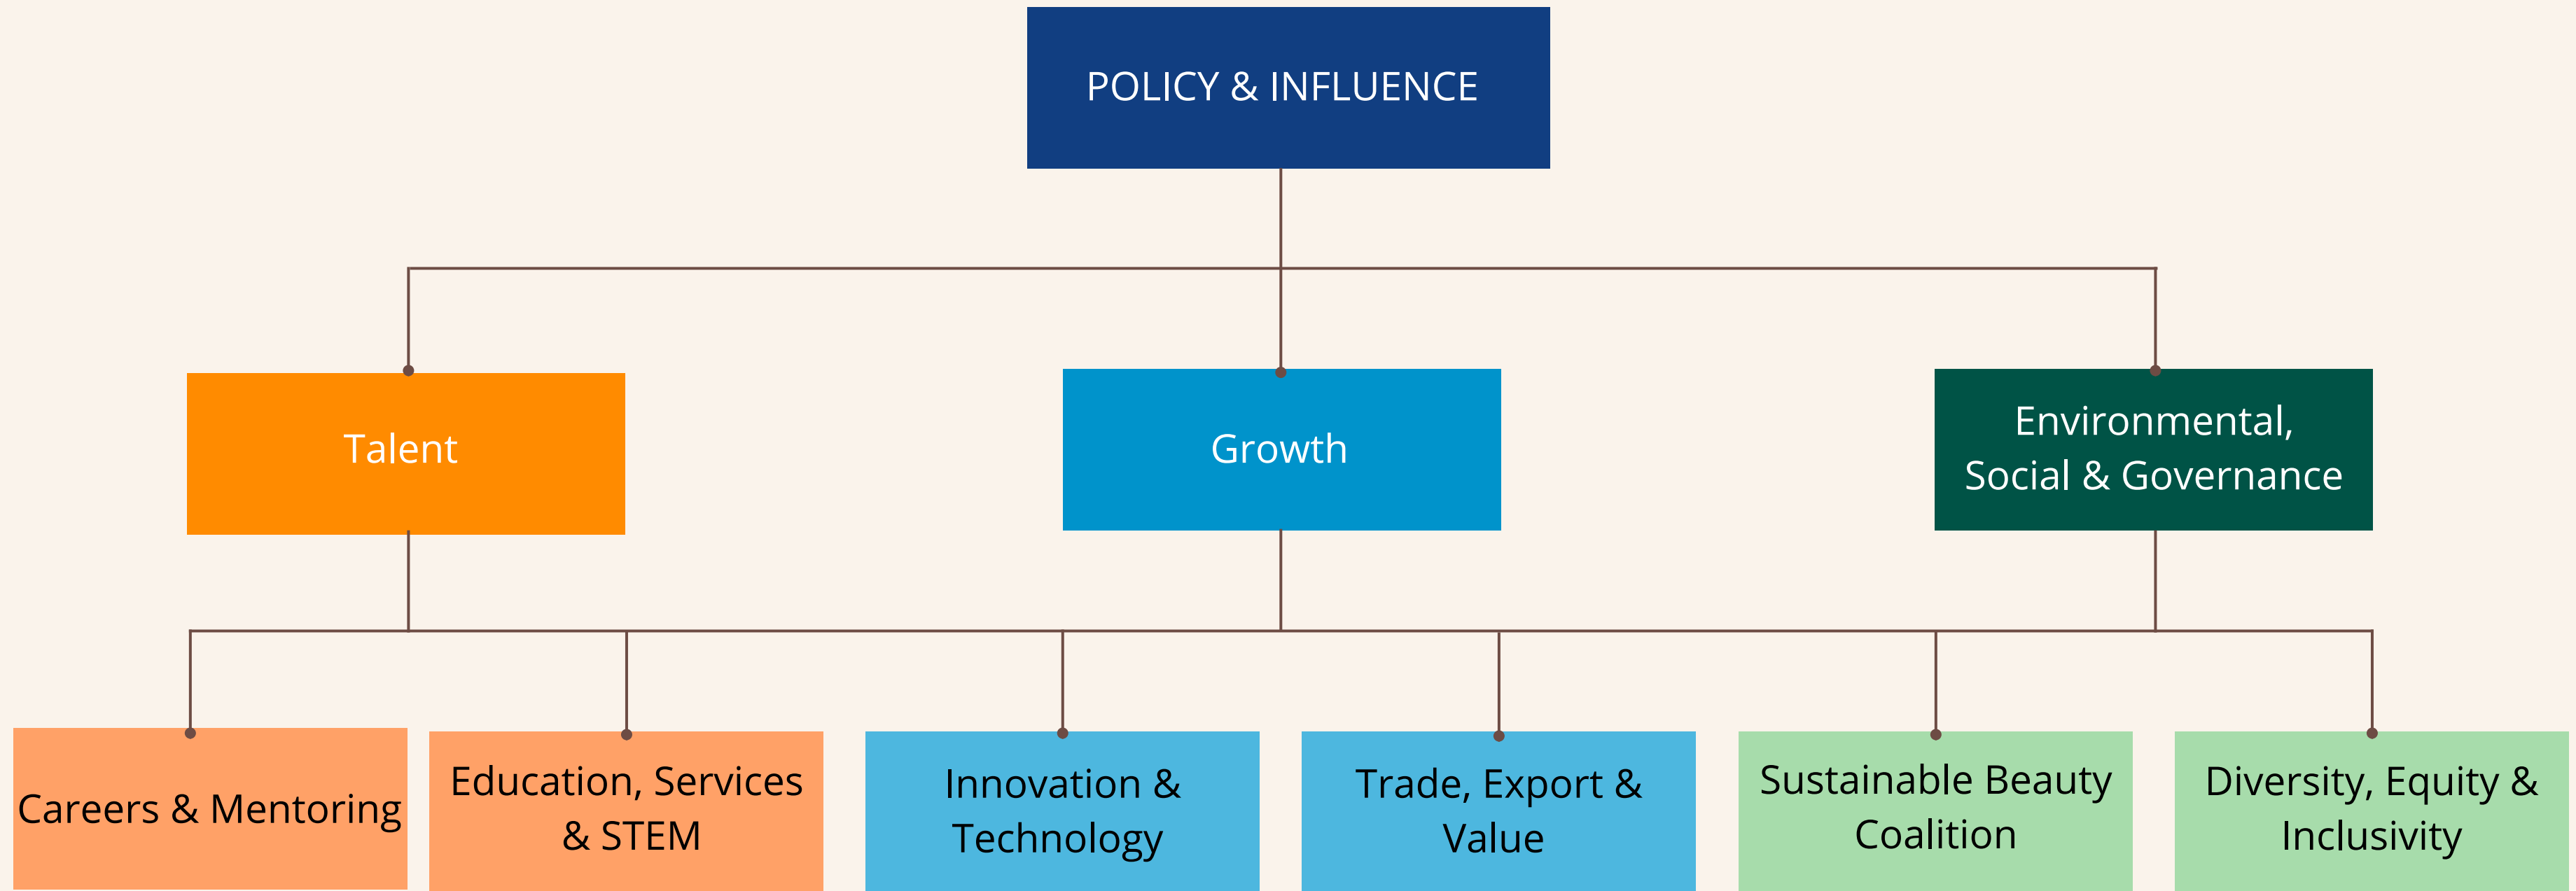 POLICY & INFLUENCE
Talent
Growth
Environmental,
Social & Governance
Careers & Mentoring
Education, Services
& STEM
Innovation &
Technology
Trade, Export &
Value
Sustainable Beauty
Coalition
Diversity, Equity &
Inclusivity